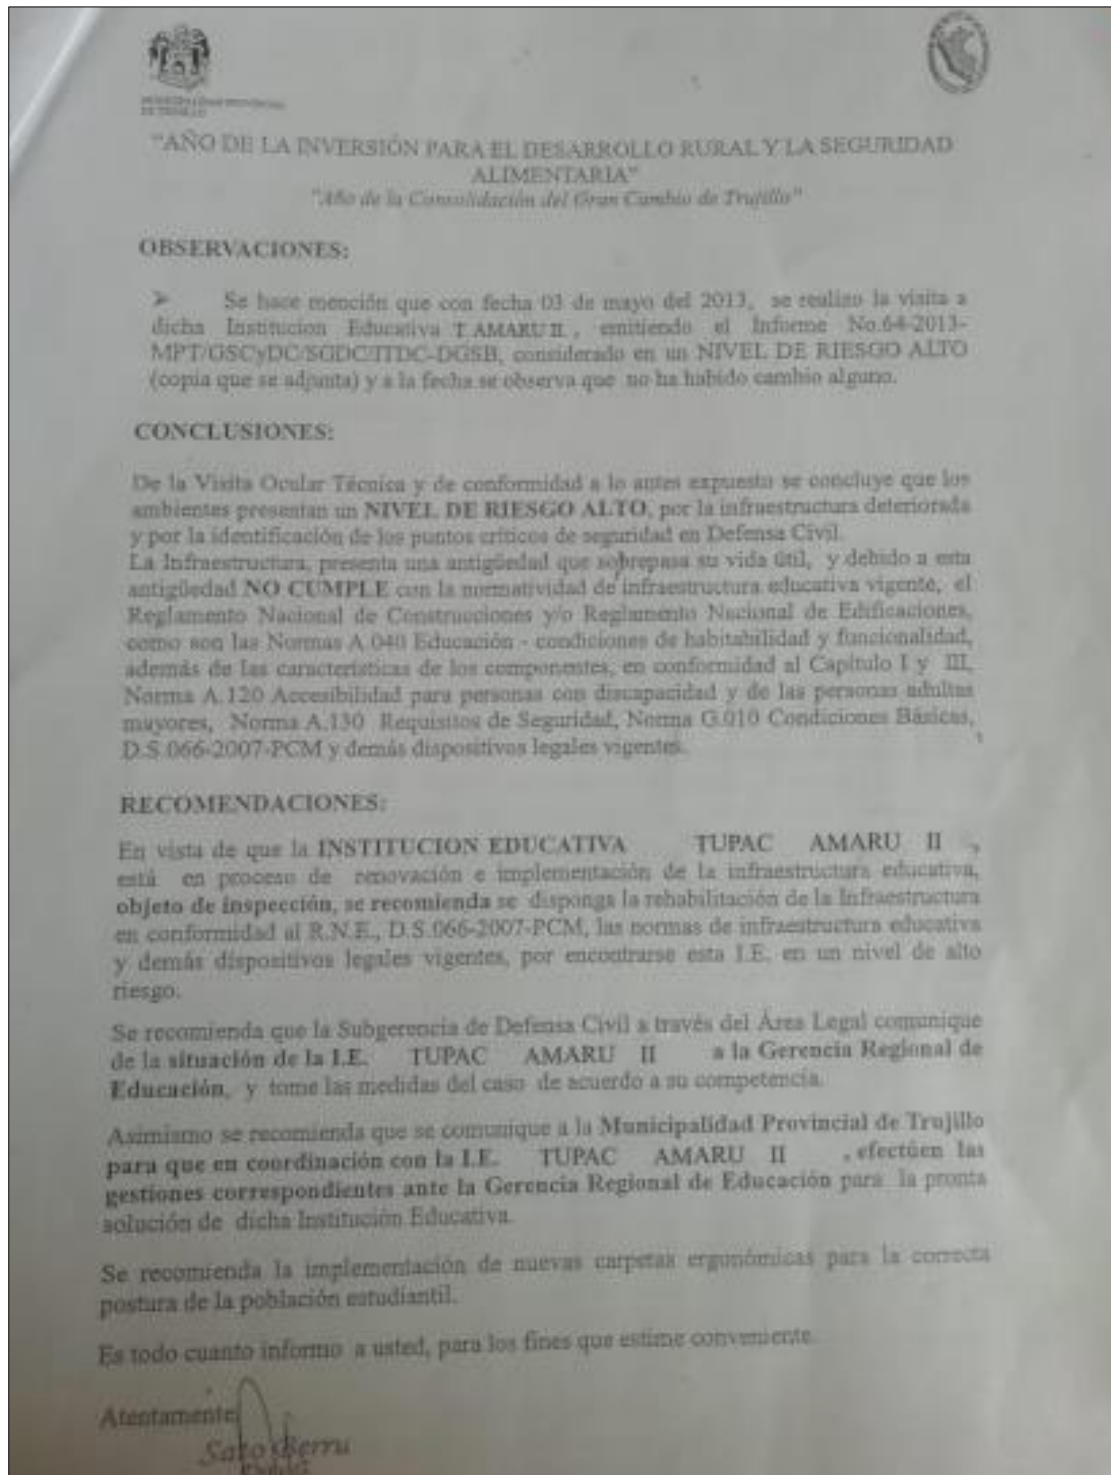 MUNICIPALIDAD PROVINCIAL
DE TRUJILLO
"AÑO DE LA INVERSIÓN PARA EL DESARROLLO RURAL Y LA SEGURIDAD
ALIMENTARIA"
"Año de la Consolidación del Gran Cambio de Trujillo"
OBSERVACIONES:
➤ Se hace mención que con fecha 03 de mayo del 2013, se realizo la visita a
dicha Institucion Educativa T.AMARU II , emitiendo el Informe No.64-2013-
MPT/GSCyDC/SGDC/ITDC-DGSB, considerado en un NIVEL DE RIESGO ALTO
(copia que se adjunta) y a la fecha se observa que no ha habido cambio alguno.
CONCLUSIONES:
De la Visita Ocular Técnica y de conformidad a lo antes expuesto se concluye que los
ambientes presentan un NIVEL DE RIESGO ALTO, por la infraestructura deteriorada
y por la identificación de los puntos críticos de seguridad en Defensa Civil.
La Infraestructura, presenta una antigüedad que sobrepasa su vida útil, y debido a esta
antigüedad NO CUMPLE con la normatividad de infraestructura educativa vigente, el
Reglamento Nacional de Construcciones y/o Reglamento Nacional de Edificaciones,
como son las Normas A.040 Educación - condiciones de habitabilidad y funcionalidad,
además de las características de los componentes, en conformidad al Capítulo I y III,
Norma A.120 Accesibilidad para personas con discapacidad y de las personas adultas
mayores, Norma A.130 Requisitos de Seguridad, Norma G.010 Condiciones Básicas,
D.S.066-2007-PCM y demás dispositivos legales vigentes.
RECOMENDACIONES:
En vista de que la INSTITUCION EDUCATIVA TUPAC AMARU II ,
está en proceso de renovación e implementación de la infraestructura educativa,
objeto de inspección, se recomienda se disponga la rehabilitación de la Infraestructura
en conformidad al R.N.E., D.S.066-2007-PCM, las normas de infraestructura educativa
y demás dispositivos legales vigentes, por encontrarse esta I.E. en un nivel de alto
riesgo.
Se recomienda que la Subgerencia de Defensa Civil a través del Área Legal comunique
de la situación de la I.E. TUPAC AMARU II a la Gerencia Regional de
Educación, y tome las medidas del caso de acuerdo a su competencia.
Asimismo se recomienda que se comunique a la Municipalidad Provincial de Trujillo
para que en coordinación con la I.E. TUPAC AMARU II , efectúen las
gestiones correspondientes ante la Gerencia Regional de Educación para la pronta
solución de dicha Institución Educativa.
Se recomienda la implementación de nuevas carpetas ergonómicas para la correcta
postura de la población estudiantil.
Es todo cuanto informo a usted, para los fines que estime conveniente.
Atentamente